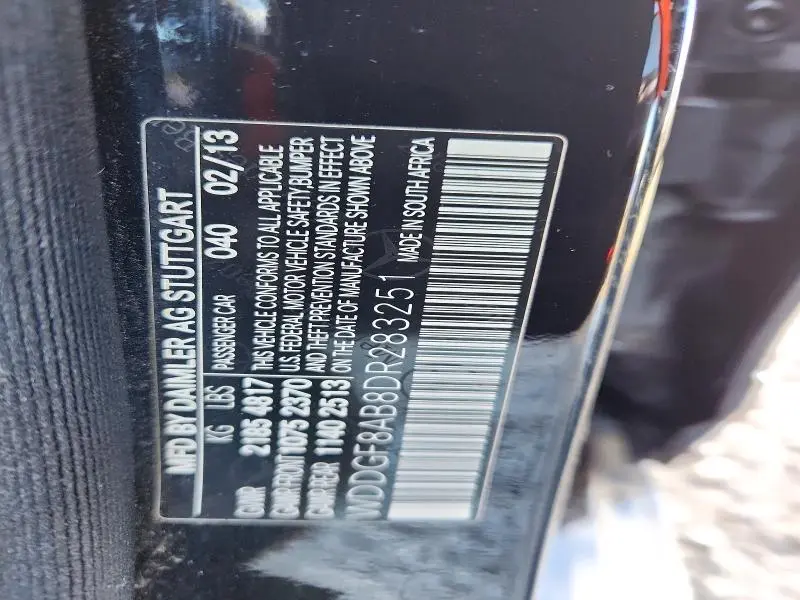 MFD BY DAIMLER AG STUTTGART
KG LBS PASSENGER CAR 040 02/13
GVWR 2185 4817 THIS VEHICLE CONFORMS TO ALL APPLICABLE
GAWR FRONT 1075 2370 U.S. FEDERAL MOTOR VEHICLE SAFETY,BUMPER
GAWR REAR 1140 2513 AND THEFT PREVENTION STANDARDS IN EFFECT
ON THE DATE OF MANUFACTURE SHOWN ABOVE
WDDGF8AB8DR283251 MADE IN SOUTH AFRICA